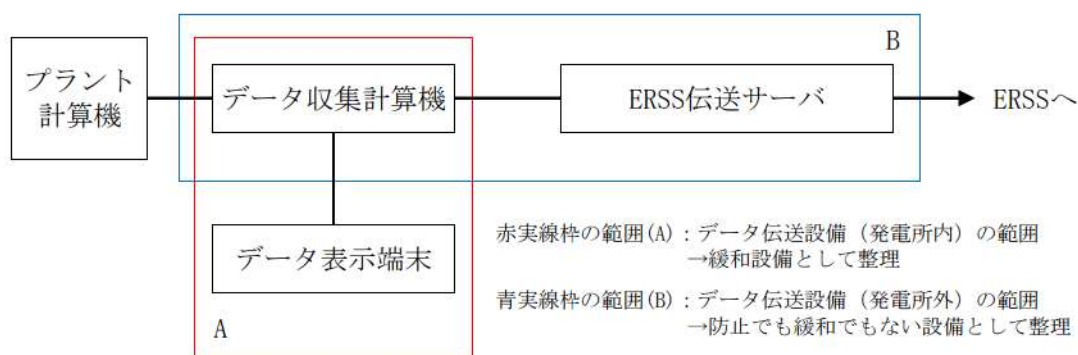 B
プラント
計算機
データ収集計算機
ERSS伝送サーバ
ERSSへ
データ表示端末
A
赤実線枠の範囲(A)：データ伝送設備（発電所内）の範囲
→緩和設備として整理
青実線枠の範囲(B)：データ伝送設備（発電所外）の範囲
→防止でも緩和でもない設備として整理